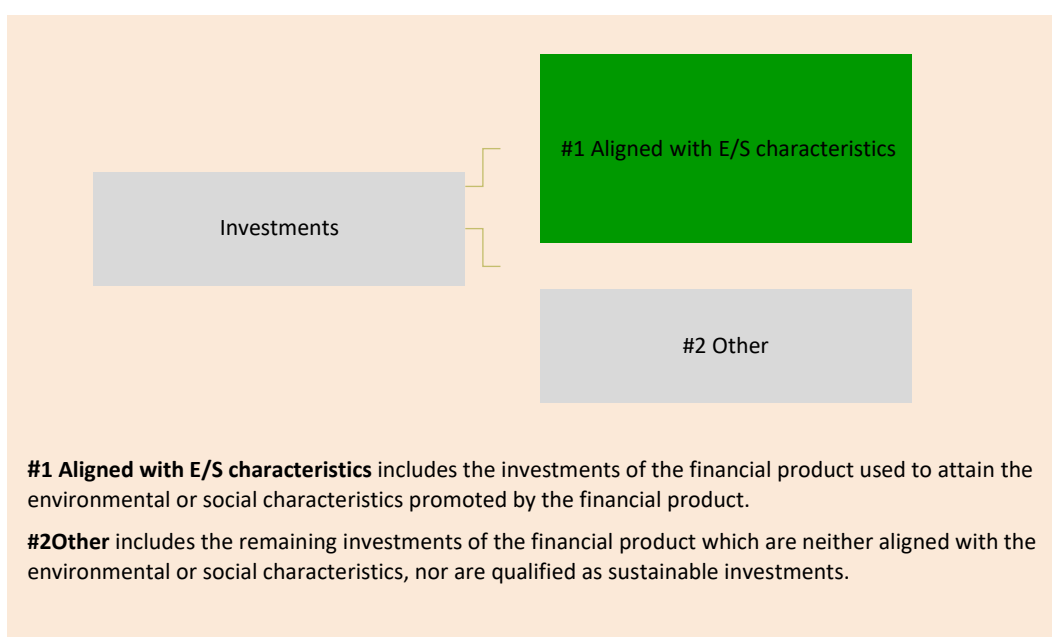 #1 Aligned with E/S characteristics
Investments
#2 Other
#1 Aligned with E/S characteristics includes the investments of the financial product used to attain the
environmental or social characteristics promoted by the financial product.
#2Other includes the remaining investments of the financial product which are neither aligned with the
environmental or social characteristics, nor are qualified as sustainable investments.